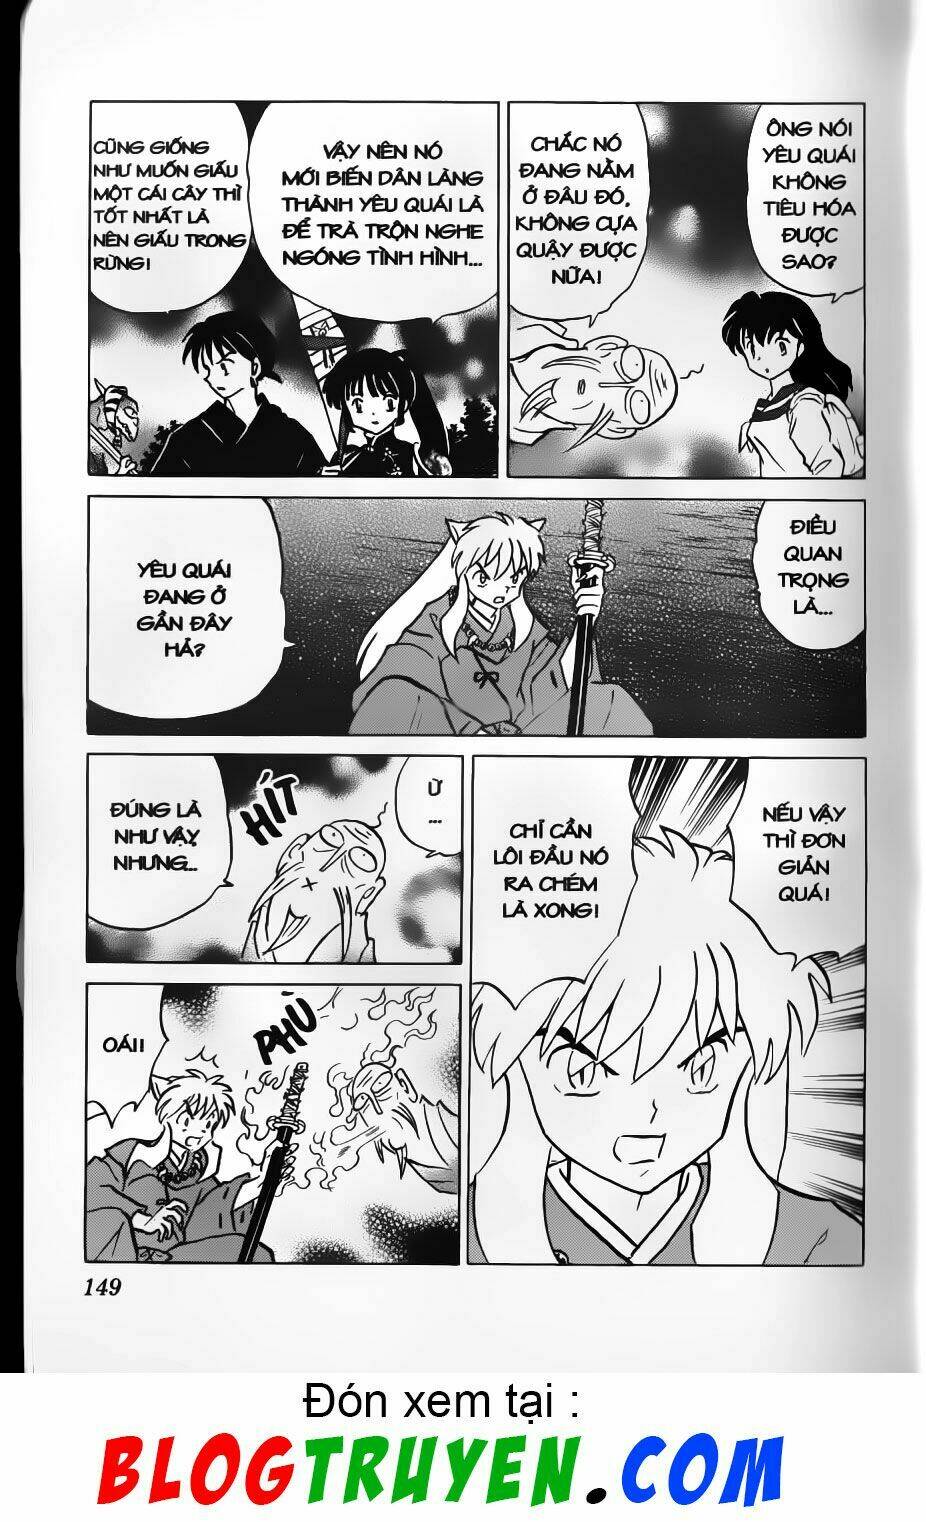 ÔNG NÓI
YÊU QUÁI
KHÔNG
TIÊU HÓA
ĐƯỢC
SAO?
CHẮC NÓ
ĐANG NẰM
Ở ĐÂU ĐÓ,
KHÔNG CỰA
QUẬY ĐƯỢC
NỮA!
VẬY NÊN NÓ
MỚI BIẾN DÂN LÀNG
THÀNH YÊU QUÁI LÀ
ĐỂ TRÀ TRỘN NGHE
NGÓNG TÌNH HÌNH...
CŨNG GIỐNG
NHƯ MUỐN GIẤU
MỘT CÁI CÂY THÌ
TỐT NHẤT LÀ
NÊN GIẤU TRONG
RỪNG!
ĐIỀU
QUAN
TRỌNG
LÀ...
YÊU QUÁI
ĐANG Ở
GẦN ĐÂY
HẢ?
NẾU VẬY
THÌ ĐƠN
GIẢN
QUÁ!
CHỈ CẦN
LÔI ĐẦU NÓ
RA CHÉM
LÀ XONG!
Ừ
...
HÍT
ĐÚNG LÀ
NHƯ VẬY,
NHƯNG...
PHÙ
OÁI!
149
Đón xem tại :
BLOGTRUYEN.COM